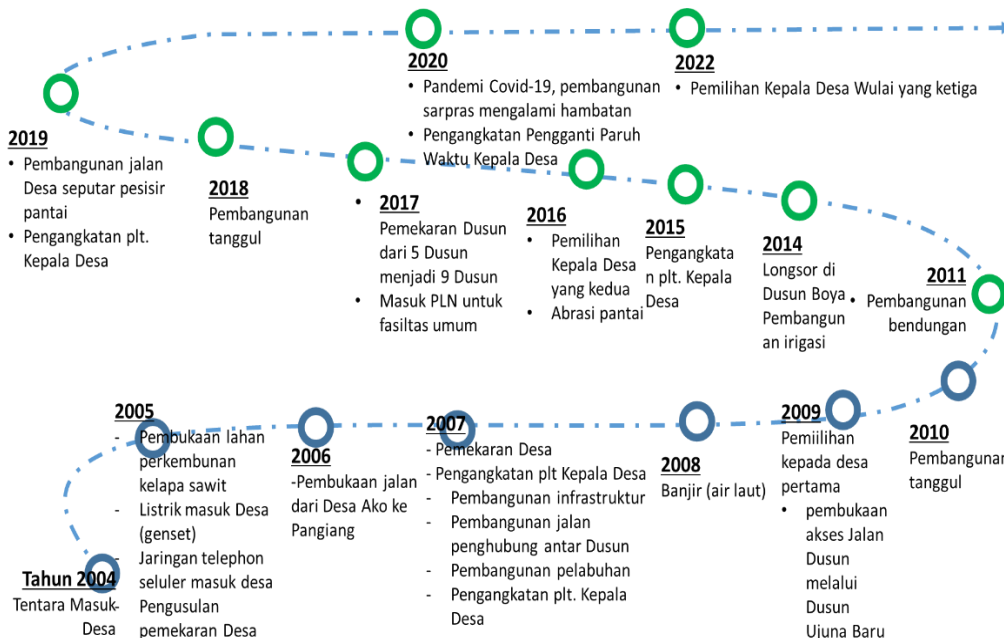 2020
• Pandemi Covid-19, pembangunan
sarpras mengalami hambatan
• Pengangkatan Pengganti Paruh
Waktu Kepala Desa
2022
• Pemilihan Kepala Desa Wulai yang ketiga
2019
• Pembangunan jalan
Desa seputar pesisir
pantai
• Pengangkatan plt.
Kepala Desa
2018
Pembangunan
tanggul
• 2017
Pemekaran Dusun
dari 5 Dusun
menjadi 9 Dusun
• Masuk PLN untuk
fasiltas umum
2016
• Pemilihan
Kepala Desa
yang kedua
• Abrasi pantai
2015
Pengangkata
n plt. Kepala
Desa
2014
Longsor di
Dusun Boya
Pembangun
an irigasi
2011
• Pembangunan
bendungan
2005
- Pembukaan lahan
perkembunan
kelapa sawit
- Listrik masuk Desa
(genset)
- Jaringan telephon
seluler masuk desa
- Pengusulan
pemekaran Desa
2006
-Pembukaan jalan
dari Desa Ako ke
Pangiang
2007
- Pemekaran Desa
- Pengangkatan plt Kepala Desa
- Pembangunan infrastruktur
- Pembangunan jalan
penghubung antar Dusun
- Pembangunan pelabuhan
- Pengangkatan plt. Kepala
Desa
2008
Banjir (air laut)
2009
Pemiilihan
kepada desa
pertama
• pembukaan
akses Jalan
Dusun
melalui
Dusun
Ujuna Baru
2010
Pembangunan
tanggul
Tahun 2004
Tentara Masuk
Desa